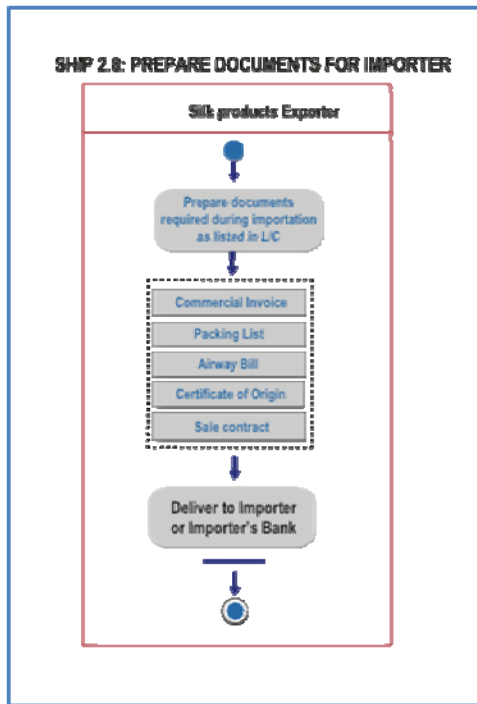 SHIP 2.8: PREPARE DOCUMENTS FOR IMPORTER
Silk products Exporter
Prepare documents
required during importation
as listed in L/C
Commercial Invoice
Packing List
Airway Bill
Certificate of Origin
Sale contract
Deliver to Importer
or Importer's Bank